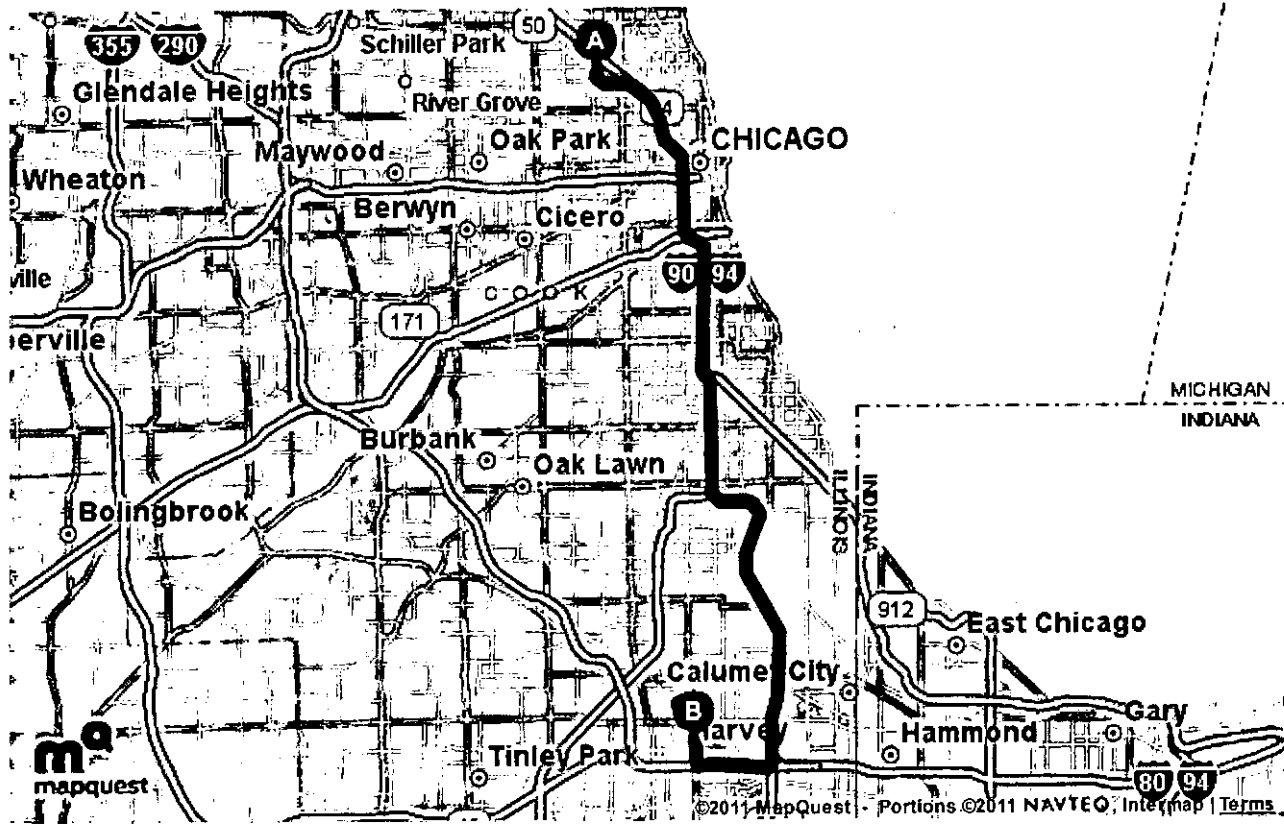 50
A
355
290
Schiller Park
Glendale Heights
River Grove
Oak Park
CHICAGO
Maywood
Wheaton
Berwyn
Cicero
ville
90
94
C O O K
171
MICHIGAN
INDIANA
Burbank
Oak Lawn
ILLINOIS
INDIANA
Bolingbrook
912
East Chicago
Calumet City
B
Harvey
Gary
Hammond
Tinley Park
mapquest
80
94
©2011 MapQuest - Portions ©2011 NAVTEQ, Intermap | Terms